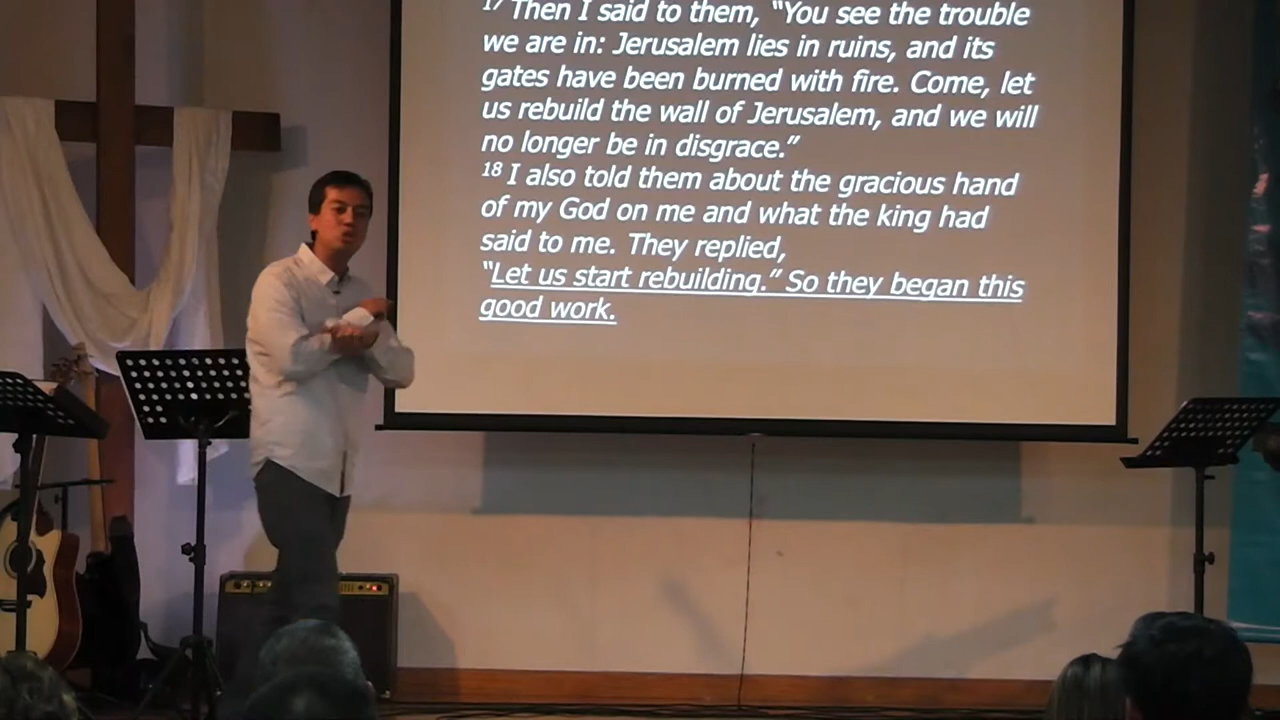 17 Then I said to them, “You see the trouble
we are in: Jerusalem lies in ruins, and its
gates have been burned with fire. Come, let
us rebuild the wall of Jerusalem, and we will
no longer be in disgrace.”
18 I also told them about the gracious hand
of my God on me and what the king had
said to me. They replied,
“Let us start rebuilding.” So they began this
good work.